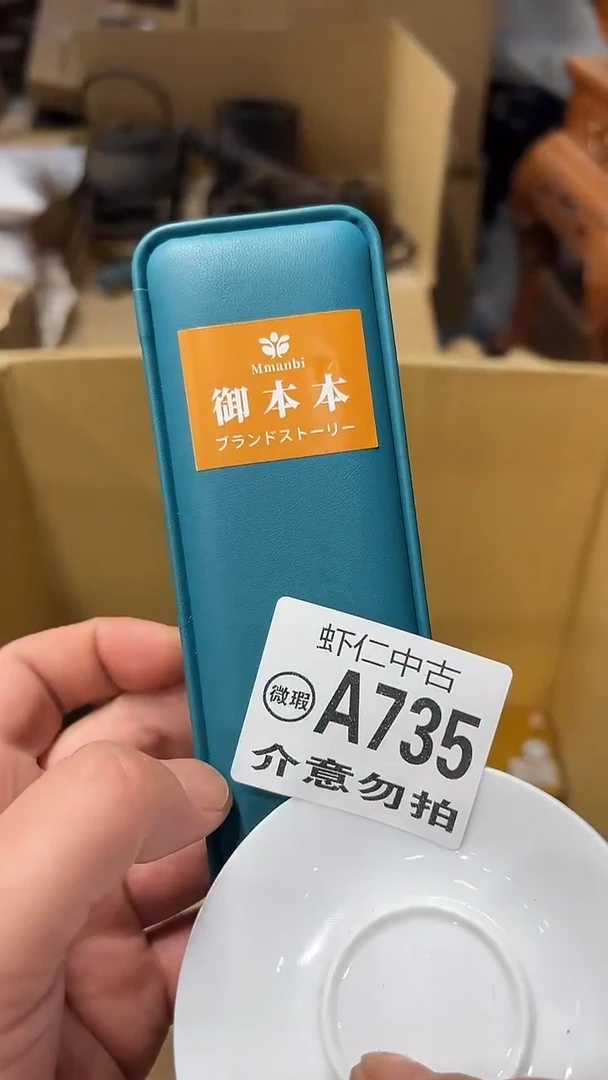 Mmanbi
御本本
ブランドストーリー
虾仁中古
微瑕
A735
介意勿拍